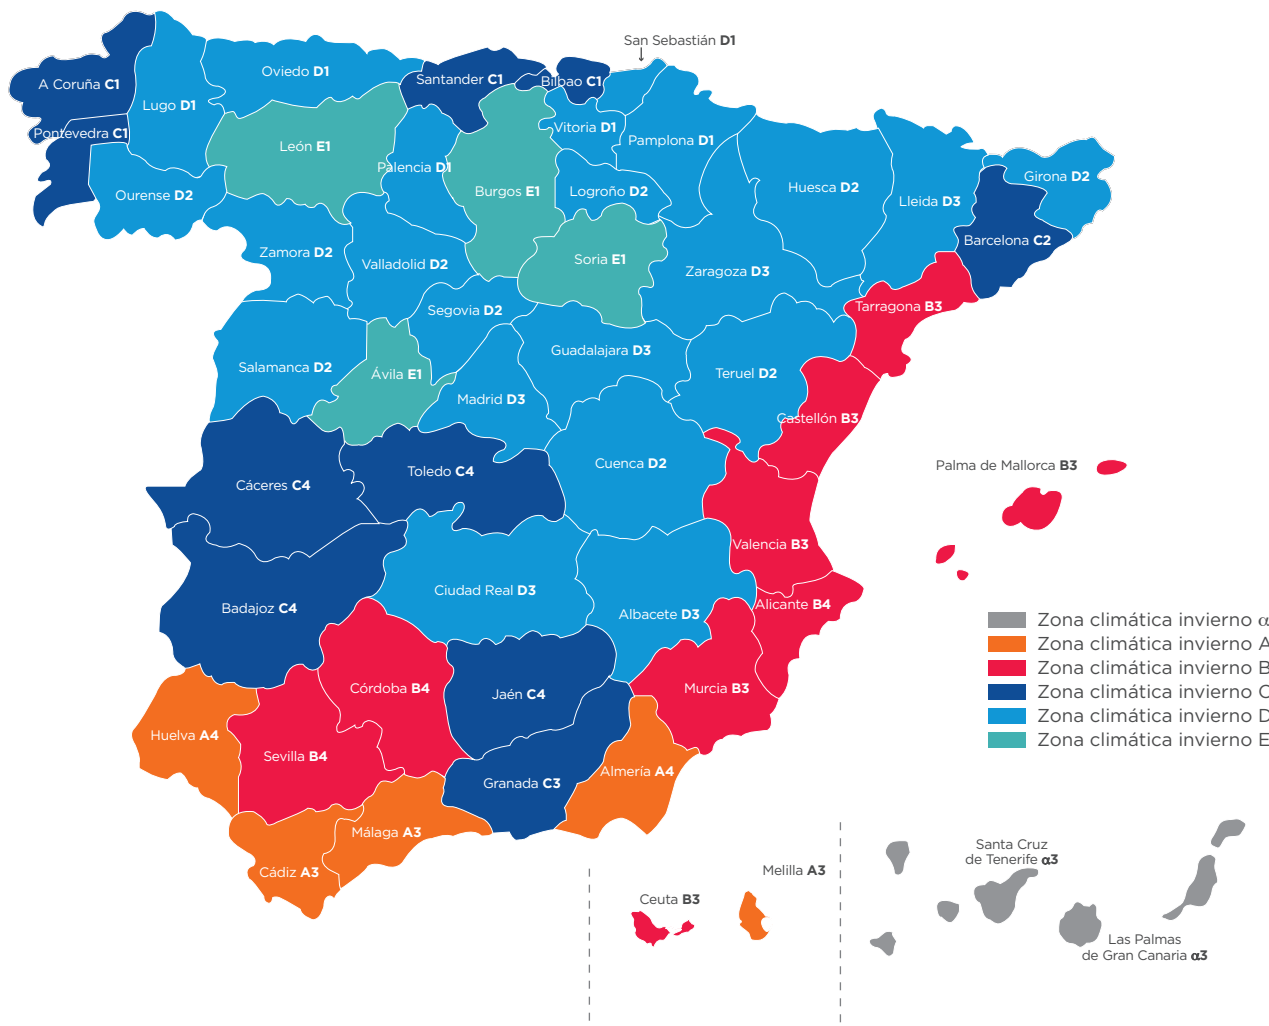 San Sebastián D1
A Coruña C1
Lugo D1
Oviedo D1
Santander C1
Bilbao C1
Pontevedra C1
León E1
Palencia D1
Vitoria D1
Pamplona D1
Ourense D2
Burgos E1
Logroño D2
Huesca D2
Lleida D3
Girona D2
Zamora D2
Valladolid D2
Soria E1
Zaragoza D3
Barcelona C2
Segovia D2
Tarragona B3
Salamanca D2
Ávila E1
Guadalajara D3
Teruel D2
Madrid D3
Castellón B3
Cáceres C4
Toledo C4
Cuenca D2
Palma de Mallorca B3
Valencia B3
Badajoz C4
Ciudad Real D3
Albacete D3
Alicante B4
Zona climática invierno α
Zona climática invierno A
Zona climática invierno B
Zona climática invierno C
Zona climática invierno D
Zona climática invierno E
Huelva A4
Sevilla B4
Córdoba B4
Jaén C4
Murcia B3
Granada C3
Almería A4
Málaga A3
Cádiz A3
Ceuta B3
Melilla A3
Santa Cruz
de Tenerife α3
Las Palmas
de Gran Canaria α3